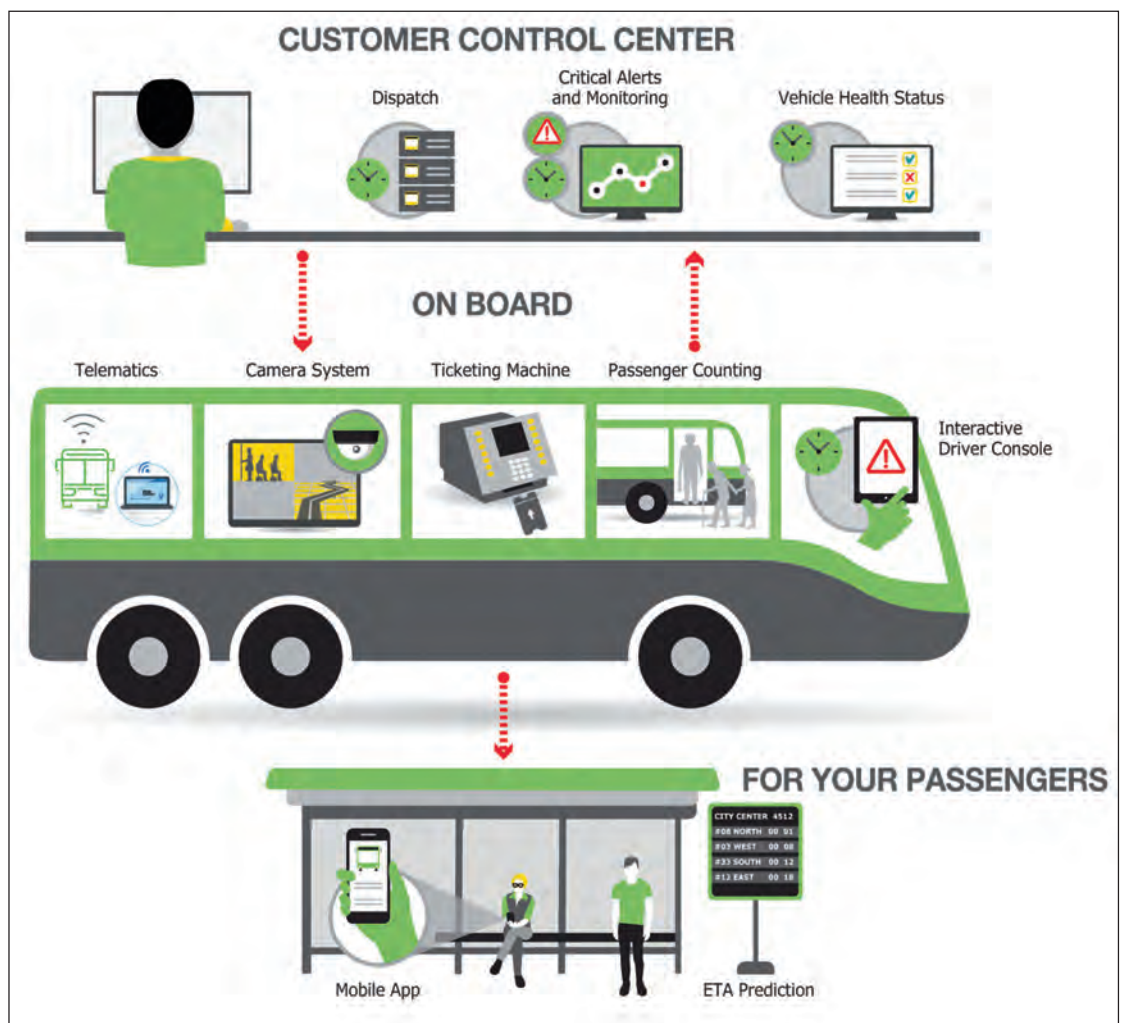 CUSTOMER CONTROL CENTER
Dispatch
Critical Alerts
and Monitoring
Vehicle Health Status
ON BOARD
Telematics
Camera System
Ticketing Machine
Passenger Counting
Interactive
Driver Console
FOR YOUR PASSENGERS
CITY CENTER 4512
#08 NORTH 00 01
#03 WEST 00 08
#33 SOUTH 00 12
#12 EAST 00 18
Mobile App
ETA Prediction